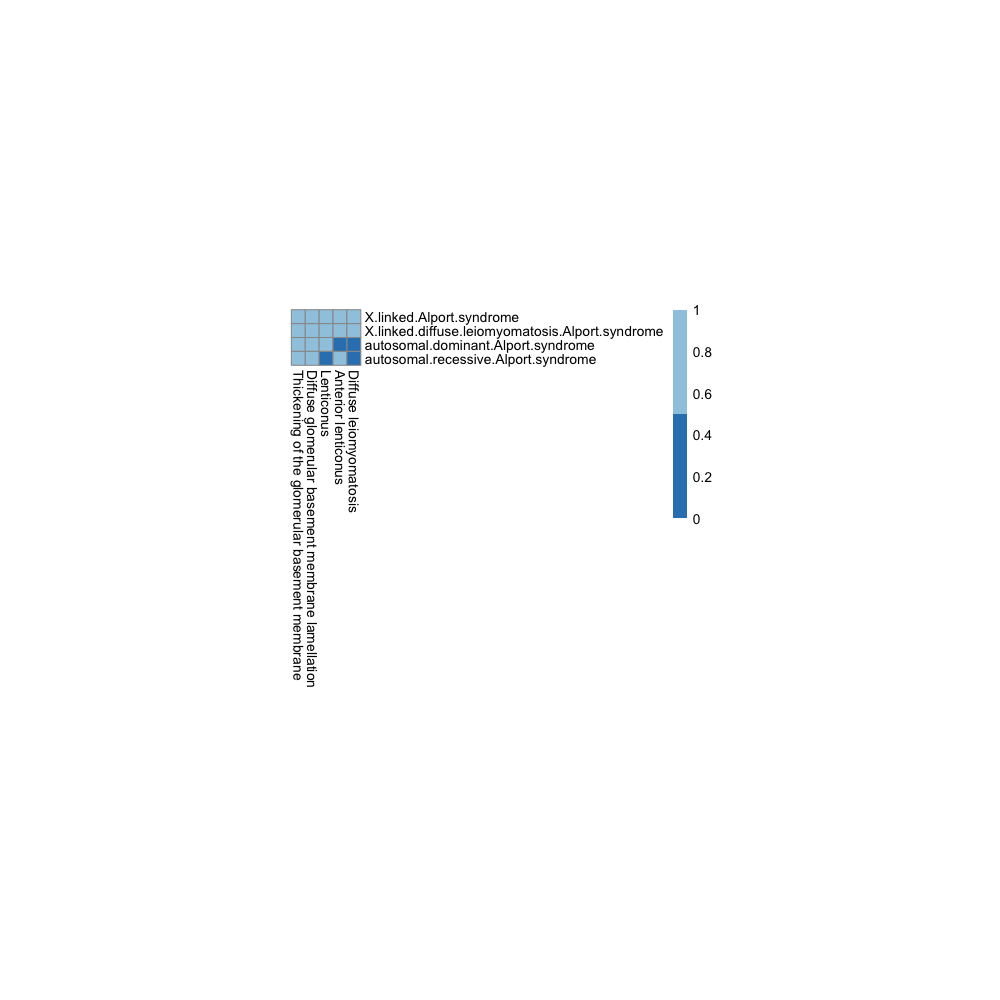 X.linked.Alport.syndrome
X.linked.diffuse.leiomyomatosis.Alport.syndrome
autosomal.dominant.Alport.syndrome
autosomal.recessive.Alport.syndrome
Thickening of the glomerular basement membrane
Diffuse glomerular basement membrane lamellation
Lenticonus
Anterior lenticonus
Diffuse leiomyomatosis
1
0.8
0.6
0.4
0.2
0